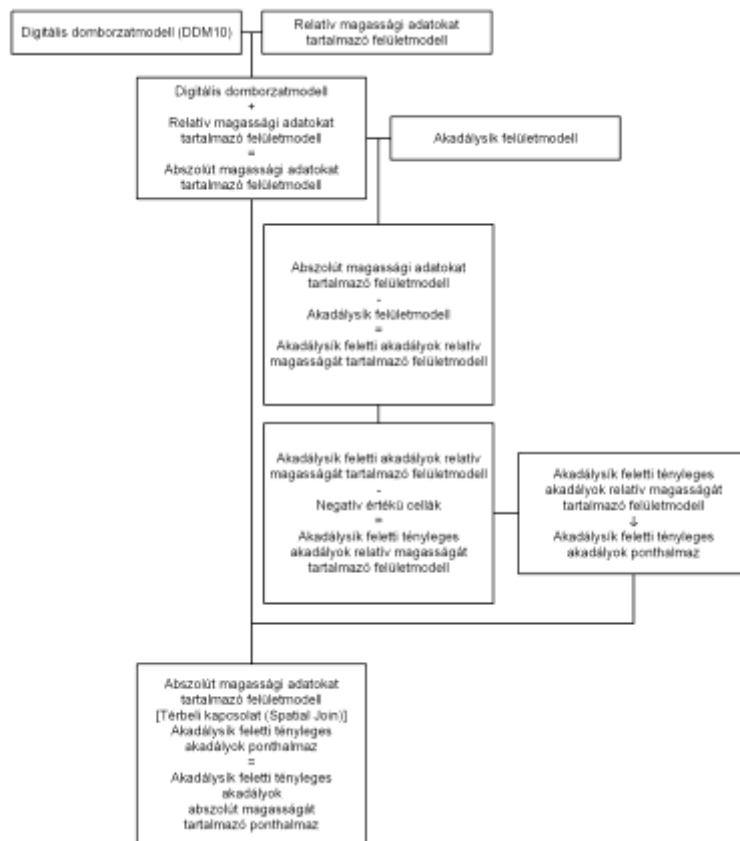 Digitális domborzatmodell (DDM10)
Relatív magassági adatokat
tartalmazó felületmodell
Digitális domborzatmodell
+
Relatív magassági adatokat
tartalmazó felületmodell
=
Abszolút magassági adatokat
tartalmazó felületmodell
Akadálysík felületmodell
Abszolút magassági adatokat
tartalmazó felületmodell
-
Akadálysík felületmodell
=
Akadálysík feletti akadályok relatív
magasságát tartalmazó felületmodell
Akadálysík feletti akadályok relatív
magasságát tartalmazó felületmodell
-
Negatív értékű cellák
=
Akadálysík feletti tényleges
akadályok relatív magasságát
tartalmazó felületmodell
Akadálysík feletti tényleges
akadályok relatív magasságát
tartalmazó felületmodell
⇓
Akadálysík feletti tényleges
akadályok ponthalmaz
Abszolút magassági adatokat
tartalmazó felületmodell
[Térbeli kapcsolat (Spatial Join)]
Akadálysík feletti tényleges
akadályok ponthalmaz
=
Akadálysík feletti tényleges
akadályok
abszolút magasságát
tartalmazó ponthalmaz